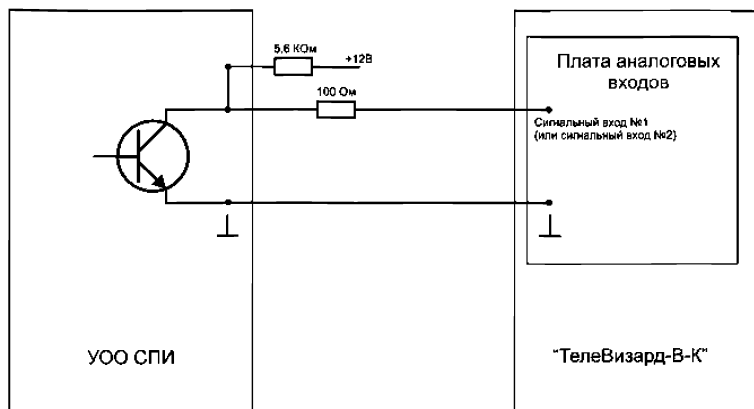 5,6 КОм
+12В
100 Ом
Плата аналоговых
входов
Сигнальный вход №1
(или сигнальный вход №2)
УОО СПИ
"ТелеВизард-В-К"